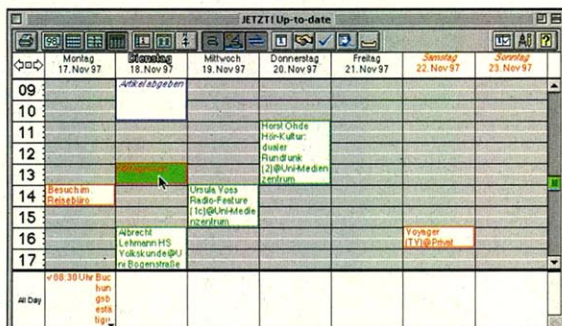 JETZT! Up-to-date
Montag
17. Nov 97
Dienstag
18. Nov 97
Mittwoch
19. Nov 97
Donnerstag
20. Nov 97
Freitag
21. Nov 97
Samstag
22. Nov 97
Sonntag
23. Nov 97
09
10
11
12
13
14
15
16
17
Artikel abgeben
Horst Ohde
Hör-Kultur:
dualer
Rundfunk
(2)@Uni-Medien
zentrum
Besuch im
Reisebüro
Ursula Voss
Radio-Feature
(1c)@Uni-Medie
nzentrum
Albrecht
Lehmann HS
Volkskunde@U
ni Bogenstraße
Voyager
(TV)@Privat
All Day
✓08.30 Uhr Buc
hun
gsb
estä
tigu